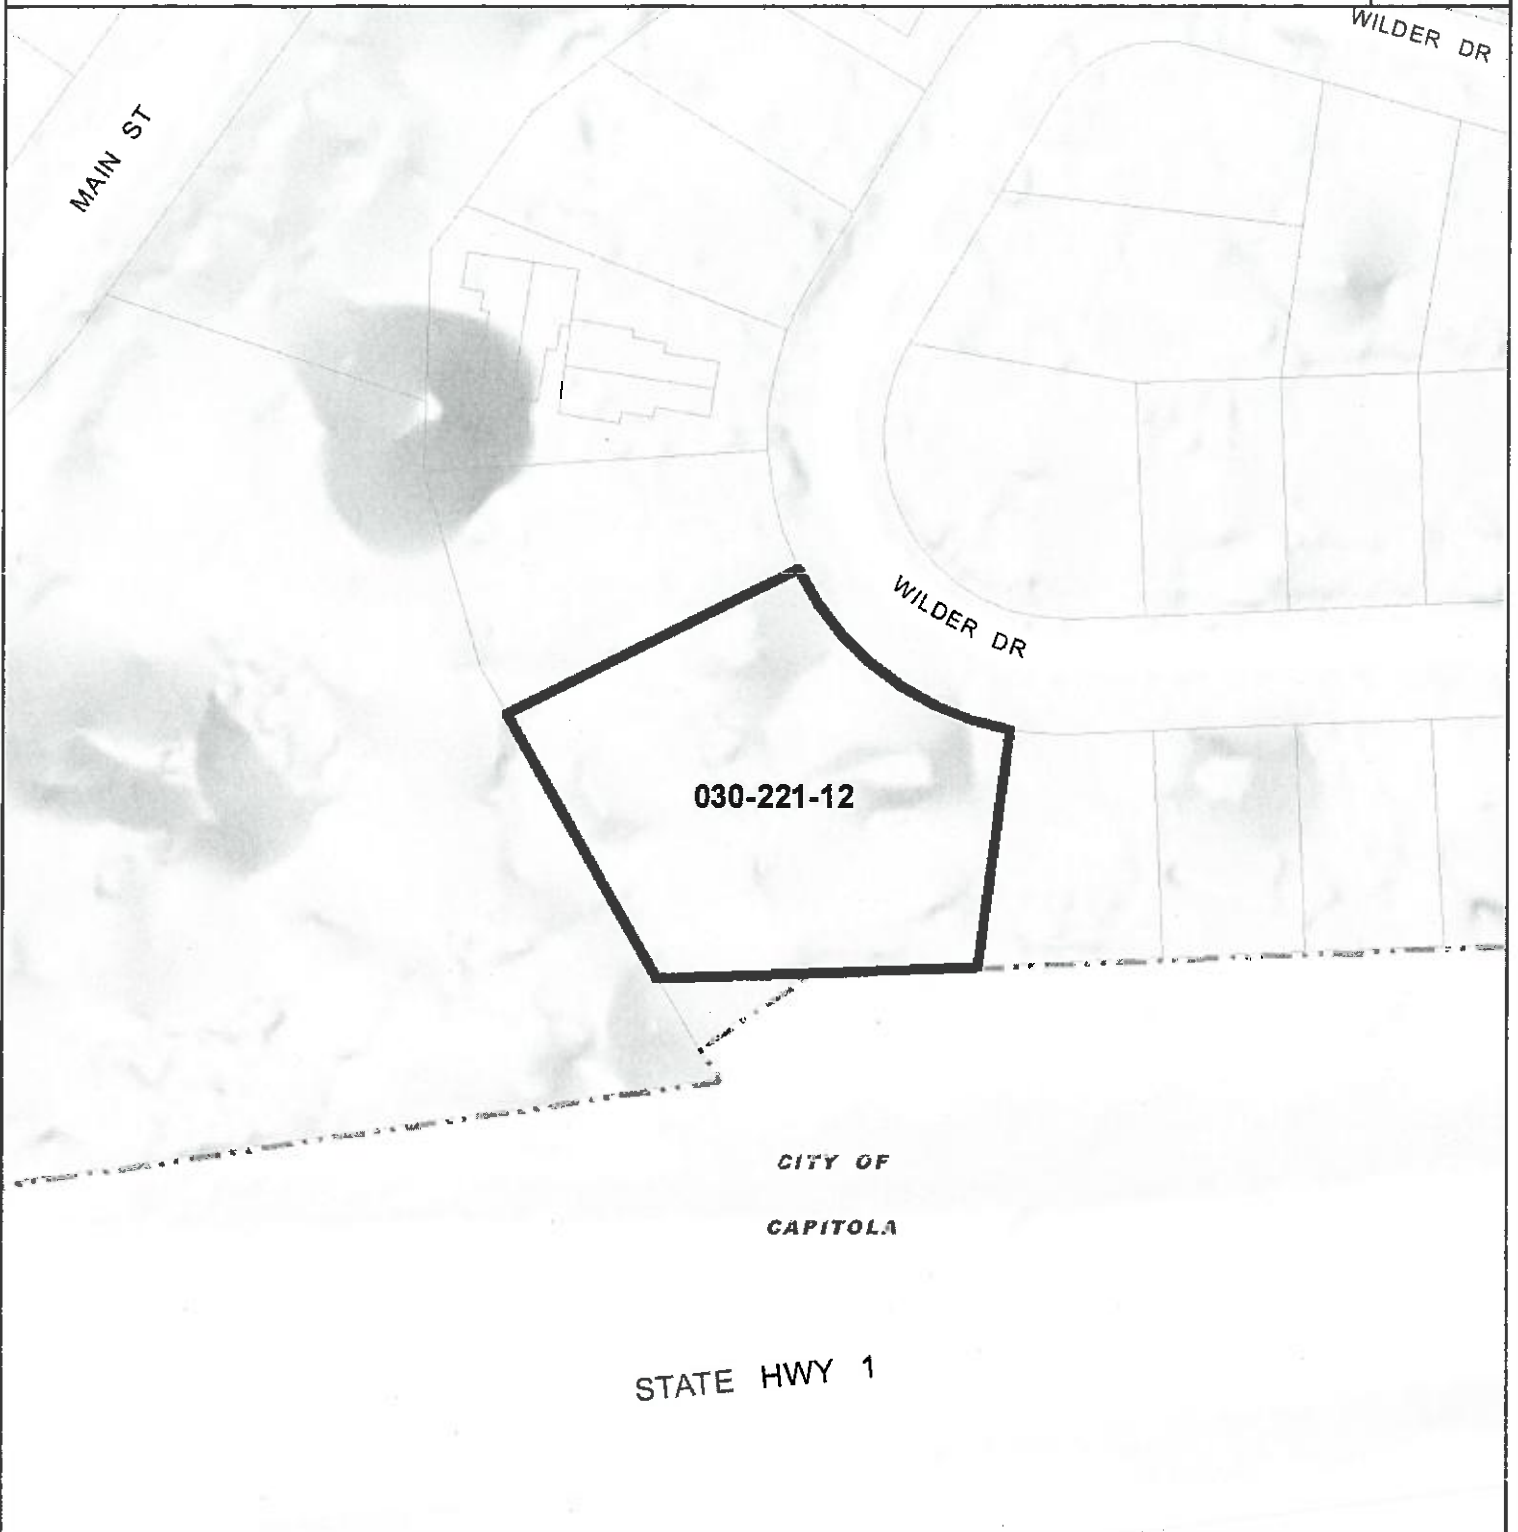 WILDER DR
MAIN ST
WILDER DR
030-221-12
CITY OF
CAPITOLA
STATE HWY 1